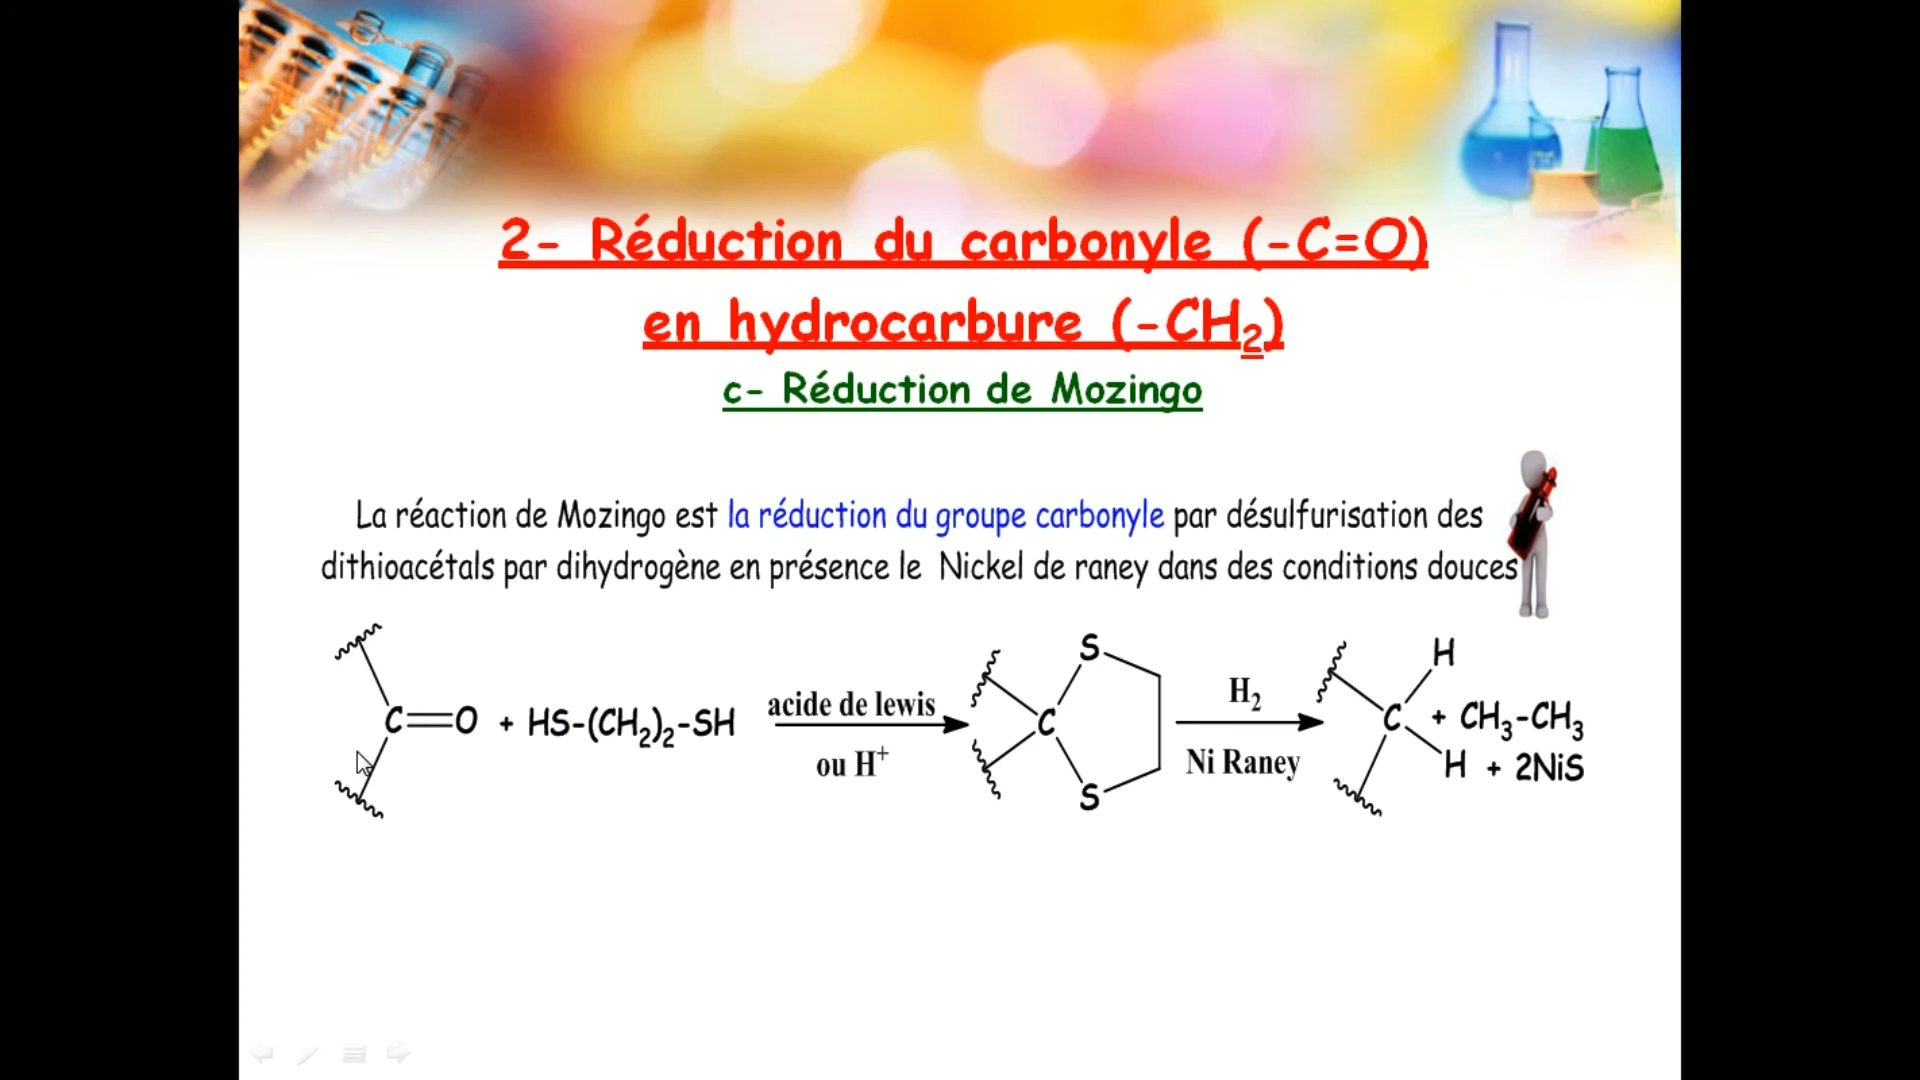 2- Réduction du carbonyle (-C=O)
en hydrocarbure (-CH₂)
c- Réduction de Mozingo
La réaction de Mozingo est la réduction du groupe carbonyle par désulfurisation des
dithioacétals par dihydrogène en présence le Nickel de raney dans des conditions douces
C=O + HS-(CH₂)₂-SH
acide de lewis
ou H⁺
S
C
S
H₂
Ni Raney
H
C + CH₃-CH₃
H + 2NiS